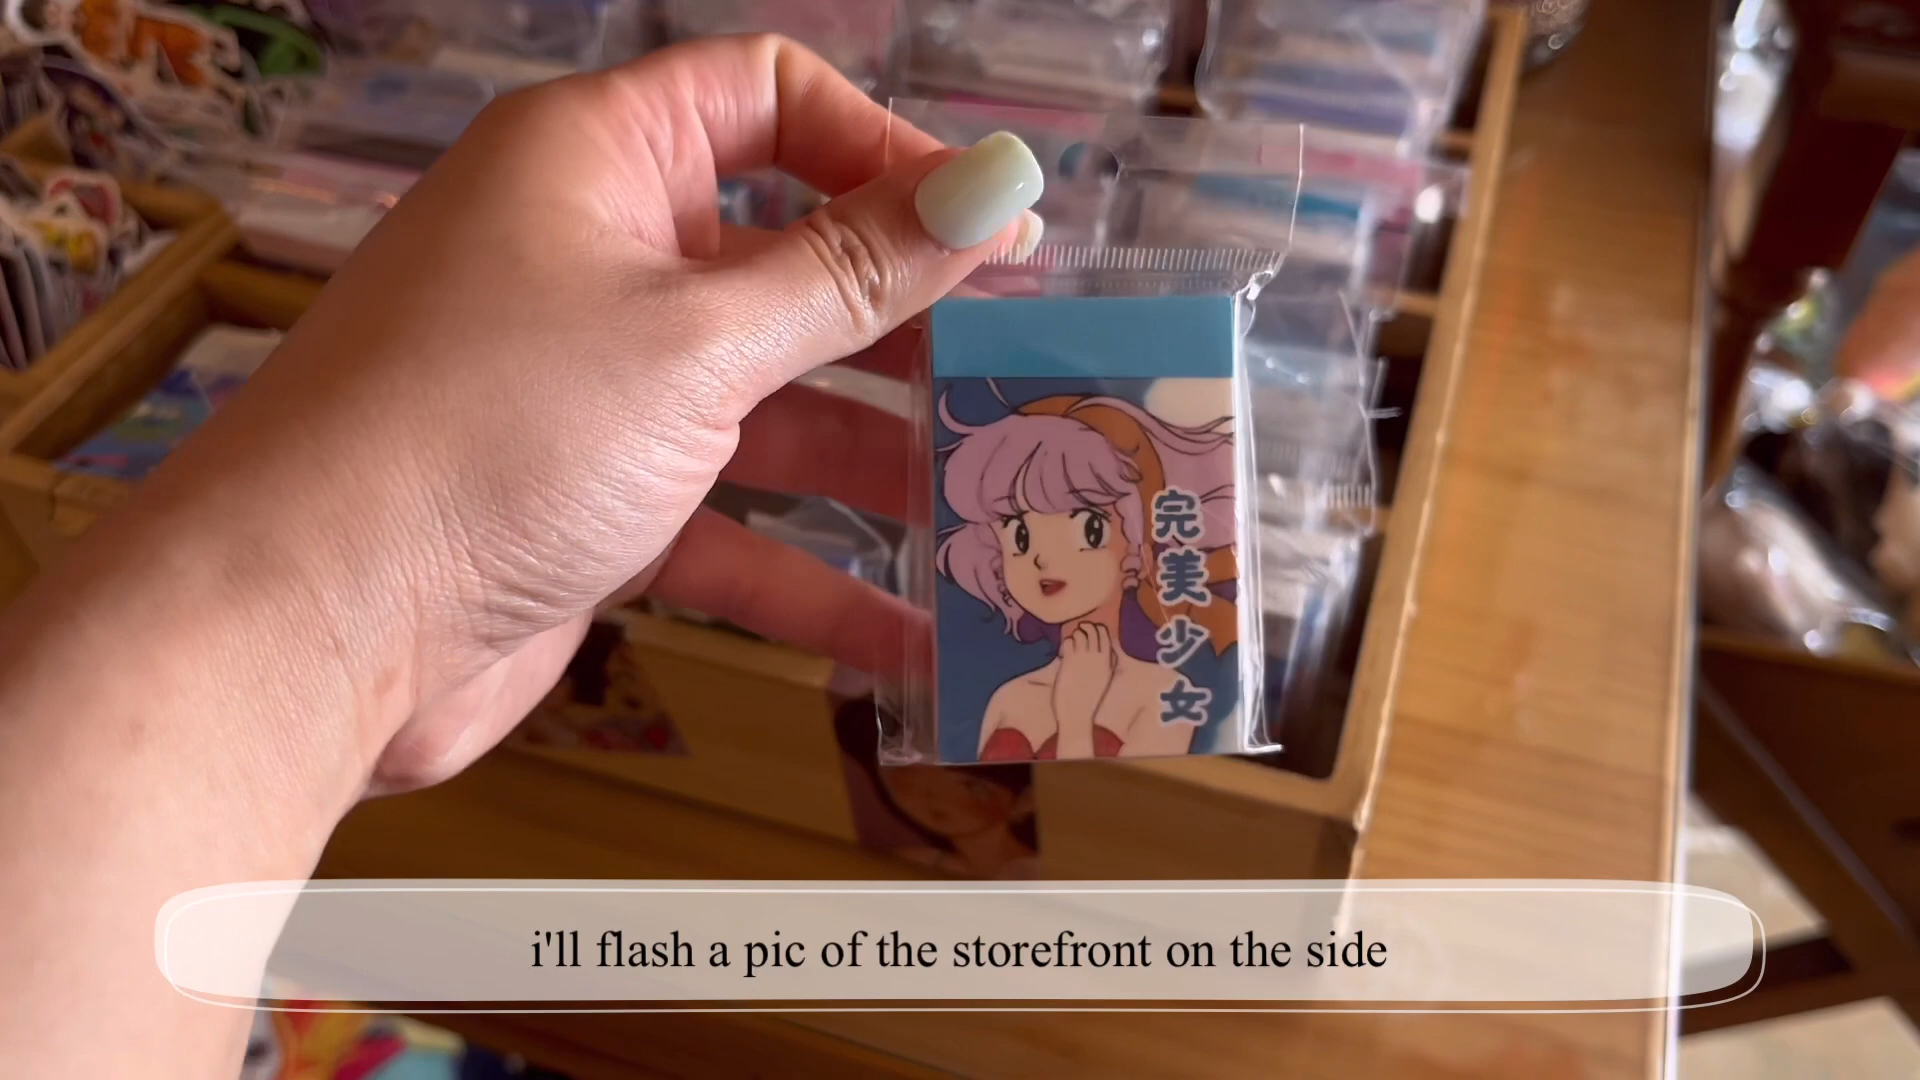 完美少女
i'll flash a pic of the storefront on the side